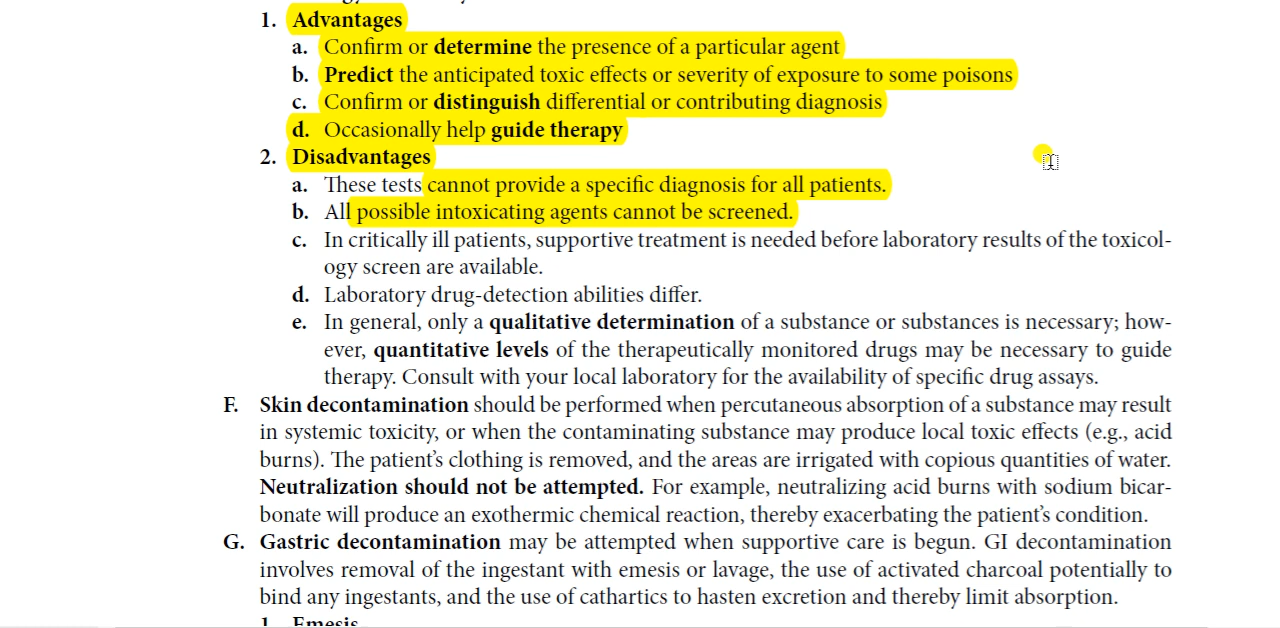 1. Advantages
a. Confirm or determine the presence of a particular agent
b. Predict the anticipated toxic effects or severity of exposure to some poisons
c. Confirm or distinguish differential or contributing diagnosis
d. Occasionally help guide therapy
2. Disadvantages
a. These tests cannot provide a specific diagnosis for all patients.
b. All possible intoxicating agents cannot be screened.
c. In critically ill patients, supportive treatment is needed before laboratory results of the toxicol-
ogy screen are available.
d. Laboratory drug-detection abilities differ.
e. In general, only a qualitative determination of a substance or substances is necessary; how-
ever, quantitative levels of the therapeutically monitored drugs may be necessary to guide
therapy. Consult with your local laboratory for the availability of specific drug assays.
F. Skin decontamination should be performed when percutaneous absorption of a substance may result
in systemic toxicity, or when the contaminating substance may produce local toxic effects (e.g., acid
burns). The patient's clothing is removed, and the areas are irrigated with copious quantities of water.
Neutralization should not be attempted. For example, neutralizing acid burns with sodium bicar-
bonate will produce an exothermic chemical reaction, thereby exacerbating the patient's condition.
G. Gastric decontamination may be attempted when supportive care is begun. GI decontamination
involves removal of the ingestant with emesis or lavage, the use of activated charcoal potentially to
bind any ingestants, and the use of cathartics to hasten excretion and thereby limit absorption.
1. Emesis